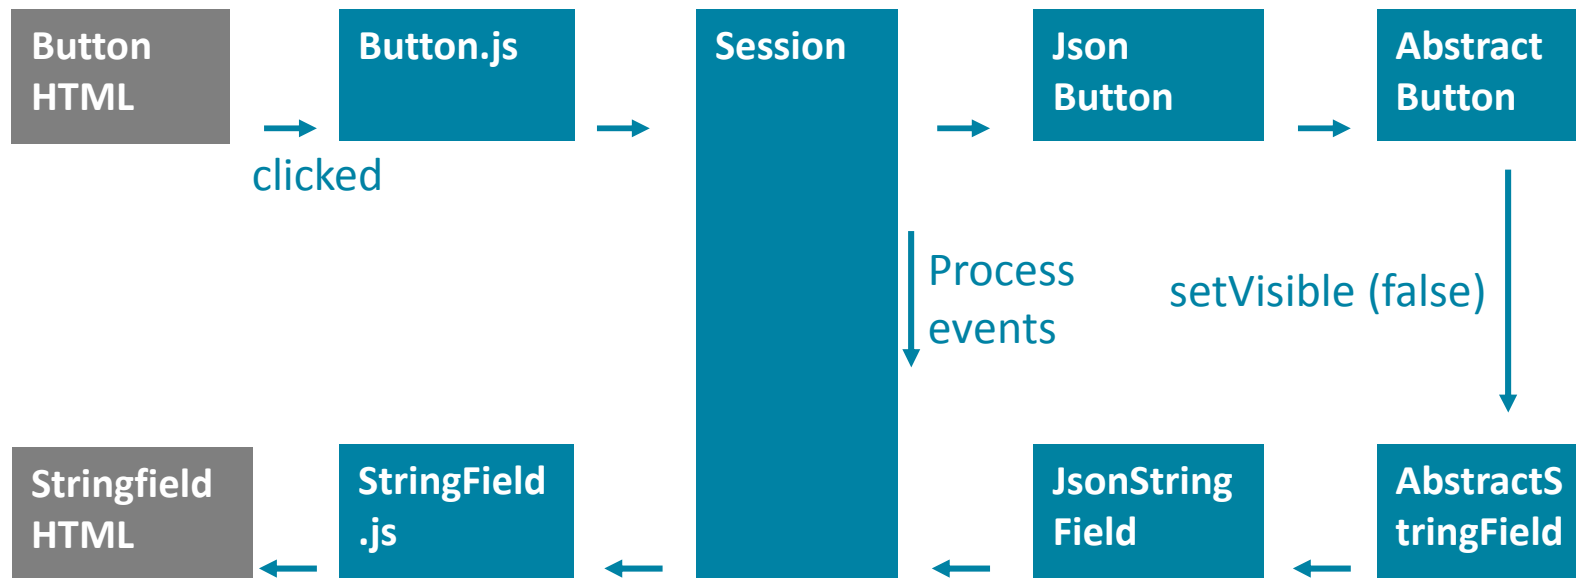 Button
HTML
Button.js
Session
Json
Button
Abstract
Button
clicked
Process
events
setVisible (false)
Stringfield
HTML
StringField
.js
JsonString
Field
AbstractS
tringField